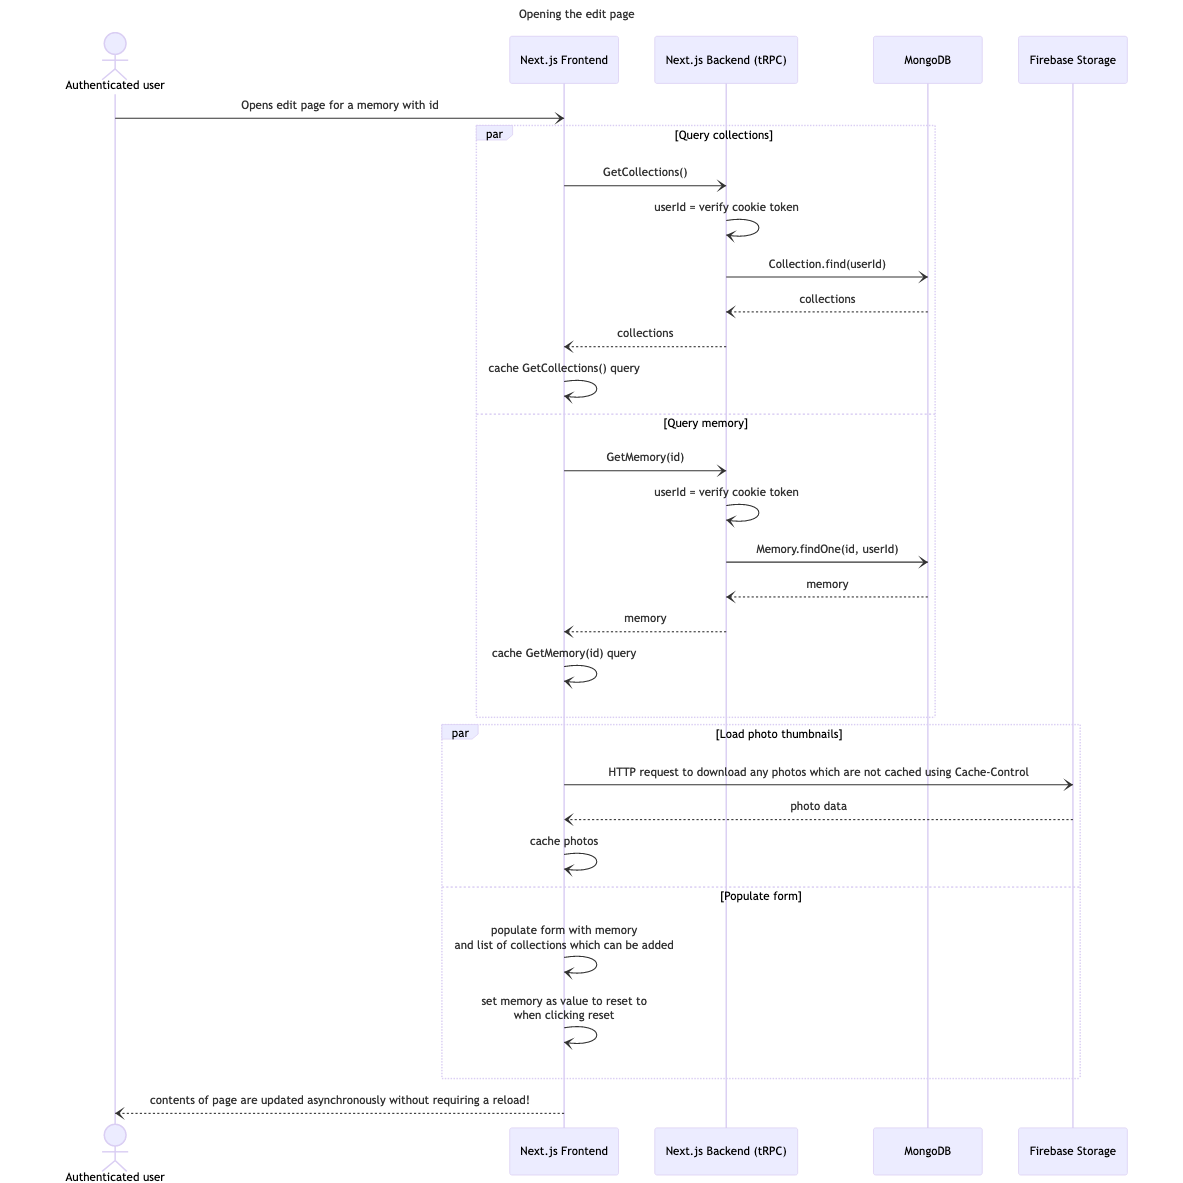 Opening the edit page
Authenticated user
Next.js Frontend
Next.js Backend (tRPC)
MongoDB
Firebase Storage
Opens edit page for a memory with id
par
[Query collections]
GetCollections()
userId = verify cookie token
Collection.find(userId)
collections
collections
cache GetCollections() query
[Query memory]
GetMemory(id)
userId = verify cookie token
Memory.findOne(id, userId)
memory
memory
cache GetMemory(id) query
par
[Load photo thumbnails]
HTTP request to download any photos which are not cached using Cache-Control
photo data
cache photos
[Populate form]
populate form with memory
and list of collections which can be added
set memory as value to reset to
when clicking reset
contents of page are updated asynchronously without requiring a reload!
Authenticated user
Next.js Frontend
Next.js Backend (tRPC)
MongoDB
Firebase Storage